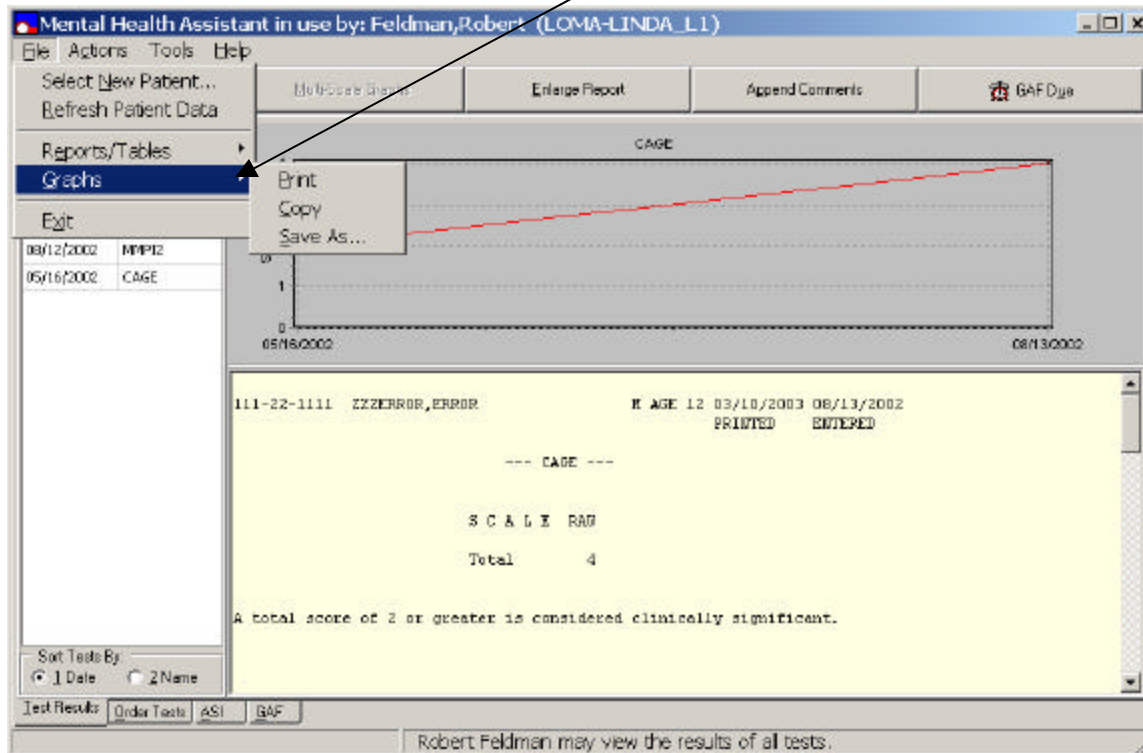 Mental Health Assistant in use by: Feldman,Robert (LOMA-LINDA_L1)
File Actions Tools Help
Select New Patient...
Refresh Patient Data
Reports/Tables
Graphs
Exit
Print
Copy
Save As...
Enlarge Report
Append Comments
GAF Due
CAGE
1
0
05/16/2002
08/13/2002
08/12/2002 MMPI2
05/16/2002 CAGE
111-22-1111 ZZZERROR,ERROR M AGE 12 03/10/2003 08/13/2002
PRINTED ENTERED
--- CAGE ---
S C A L E RAW
Total 4
A total score of 2 or greater is considered clinically significant.
Sort Tests By:
1 Date 2 Name
Test Results Order Tests ASI GAF
Robert Feldman may view the results of all tests.